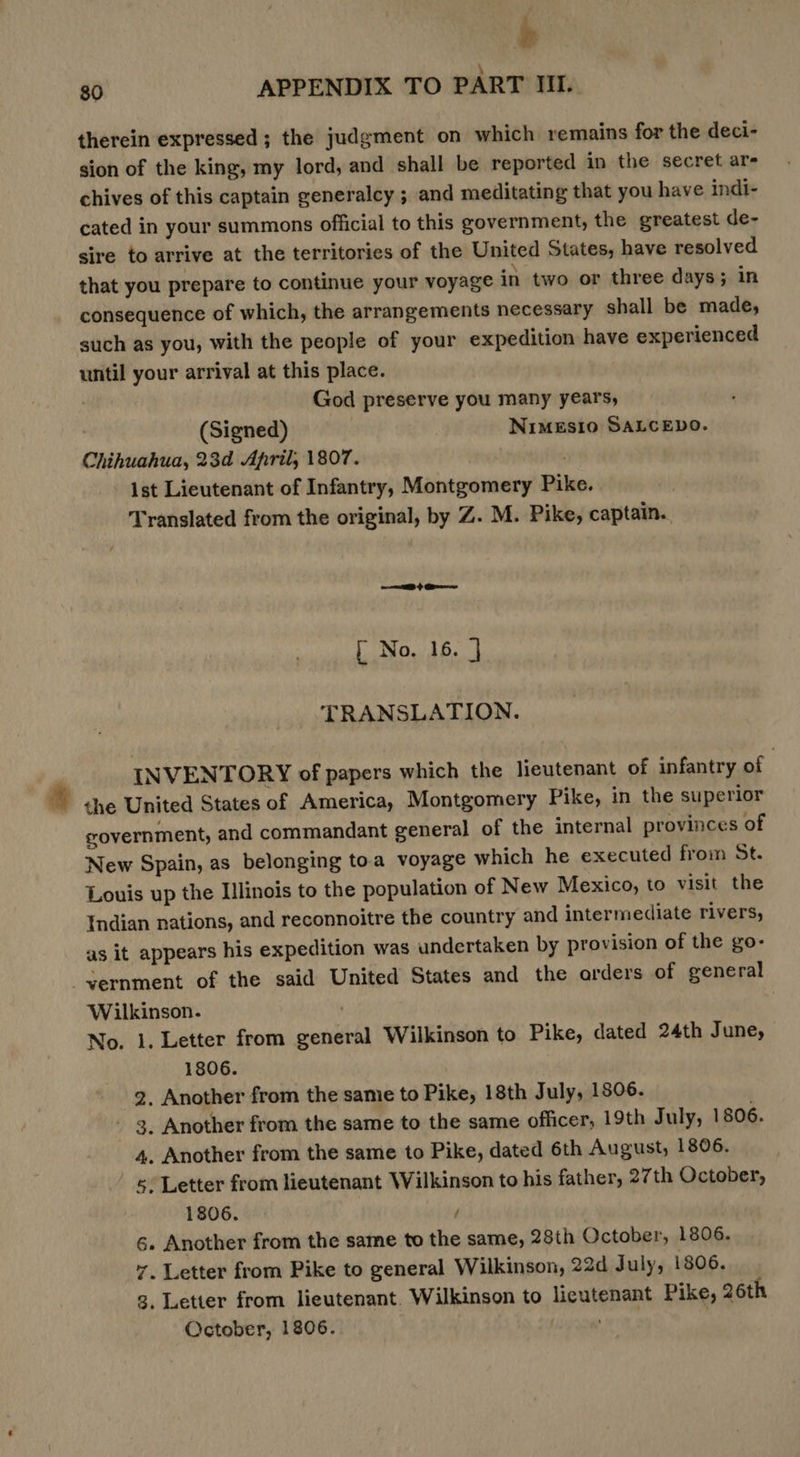 80 APPENDIX TO PART III.
therein expressed; the judgment on which remains for the deci-
sion of the king, my lord, and shall be reported in the secret ar-
chives of this captain generalcy; and meditating that you have indi-
cated in your summons official to this government, the greatest de-
sire to arrive at the territories of the United States, have resolved
that you prepare to continue your voyage in two or three days; in
consequence of which, the arrangements necessary shall be made,
such as you, with the people of your expedition have experienced
until your arrival at this place.
God preserve you many years,
(Signed) NIMESIO SALCEDO.
Chihuahua, 23d April, 1807.
1st Lieutenant of Infantry, Montgomery Pike.
Translated from the original, by Z. M. Pike, captain.
[ No. 16. ]
TRANSLATION.
INVENTORY of papers which the lieutenant of infantry of
the United States of America, Montgomery Pike, in the superior
government, and commandant general of the internal provinces of
New Spain, as belonging to a voyage which he executed from St.
Louis up the Illinois to the population of New Mexico, to visit the
Indian nations, and reconnoitre the country and intermediate rivers,
as it appears his expedition was undertaken by provision of the go-
vernment of the said United States and the orders of general
Wilkinson.
No. 1. Letter from general Wilkinson to Pike, dated 24th June,
1806.
2. Another from the same to Pike, 18th July, 1806.
3. Another from the same to the same officer, 19th July, 1806.
4. Another from the same to Pike, dated 6th August, 1806.
5. Letter from lieutenant Wilkinson to his father, 27th October,
1806.
6. Another from the same to the same, 28th October, 1806.
7. Letter from Pike to general Wilkinson, 22d July, 1806.
8. Letter from lieutenant Wilkinson to lieutenant Pike, 26th
October, 1806.